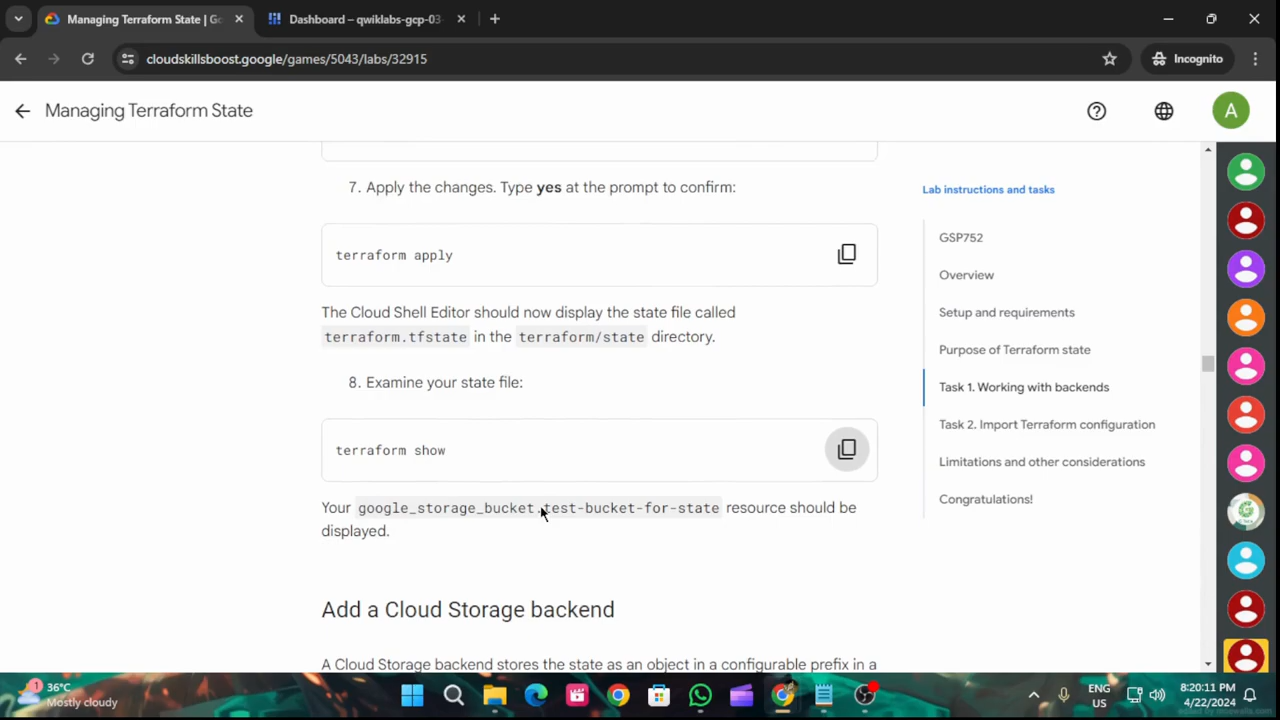 Managing Terraform State | Go
Dashboard – qwiklabs-gcp-03
cloudskillsboost.google/games/5043/labs/32915
Incognito
Managing Terraform State
A
7. Apply the changes. Type yes at the prompt to confirm:
terraform apply
The Cloud Shell Editor should now display the state file called
terraform.tfstate in the terraform/state directory.
8. Examine your state file:
terraform show
Your google_storage_bucket.test-bucket-for-state resource should be
displayed.
Add a Cloud Storage backend
A Cloud Storage backend stores the state as an object in a configurable prefix in a
Lab instructions and tasks
GSP752
Overview
Setup and requirements
Purpose of Terraform state
Task 1. Working with backends
Task 2. Import Terraform configuration
Limitations and other considerations
Congratulations!
1
36°C
Mostly cloudy
ENG
US
8:20:11 PM
4/22/2024